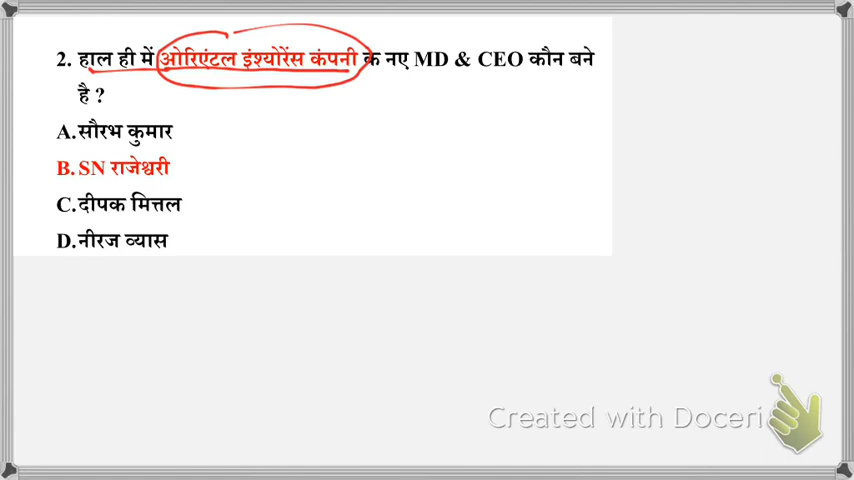 2. हाल ही में ओरिएंटल इंश्योरेंस कंपनी के नए MD & CEO कौन बने
है ?
A.सौरभ कुमार
B.SN राजेश्वरी
C.दीपक मित्तल
D.नीरज व्यास
Created with Doceri